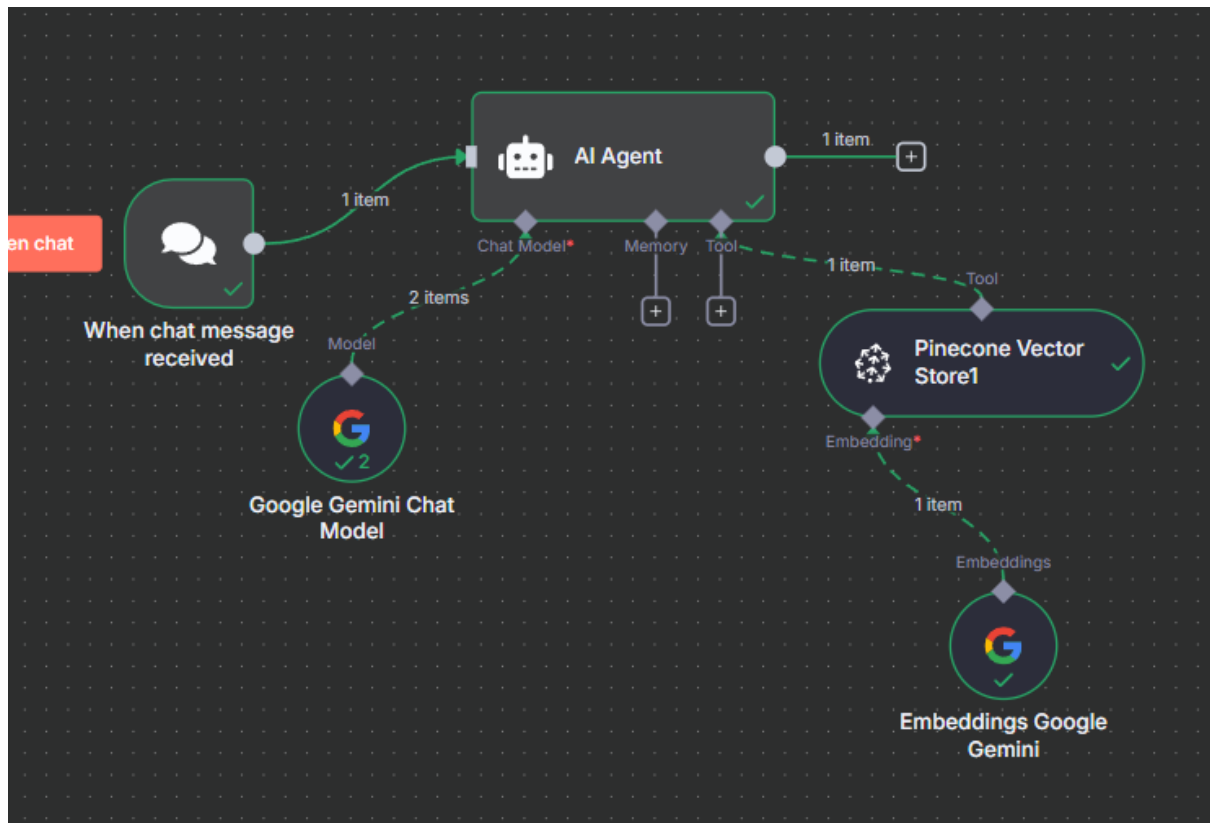 1 item
AI Agent
1 item
en chat
Chat Model*
Memory
Tool
1 item
Tool
2 items
When chat message
received
Model
Pinecone Vector
Store1
2
Embedding*
Google Gemini Chat
Model
1 item
Embeddings
Embeddings Google
Gemini